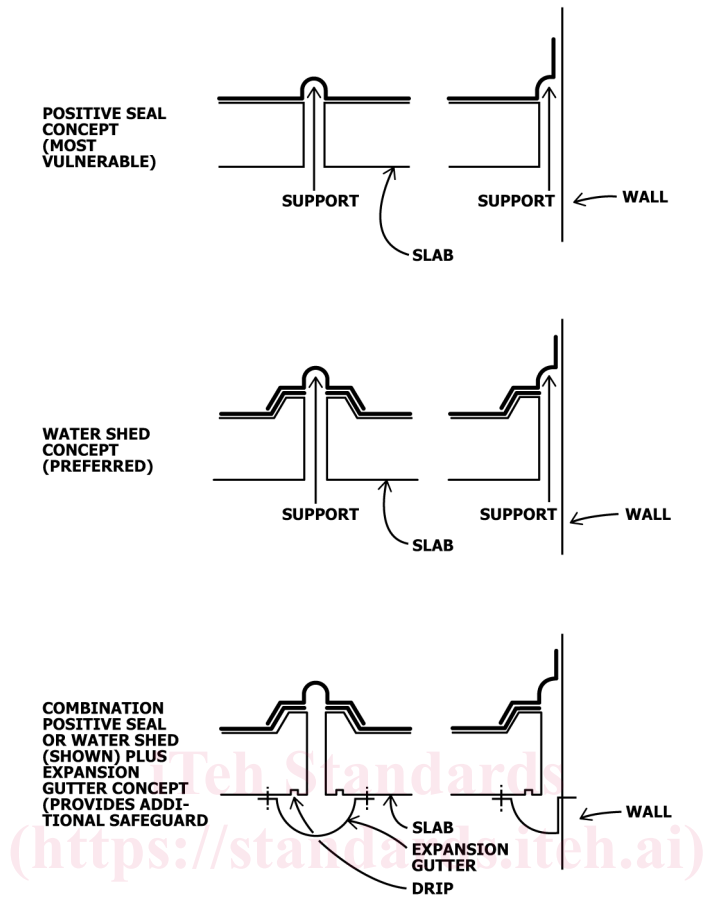 POSITIVE SEAL
CONCEPT
(MOST
VULNERABLE)
SUPPORT
SUPPORT
WALL
SLAB
WATER SHED
CONCEPT
(PREFERRED)
SUPPORT
SUPPORT
WALL
SLAB
COMBINATION
POSITIVE SEAL
OR WATER SHED
(SHOWN) PLUS
EXPANSION
GUTTER CONCEPT
(PROVIDES ADDI-
TIONAL SAFEGUARD
WALL
SLAB
EXPANSION
GUTTER
DRIP
iTeh Standards
(https://standards.iteh.ai)